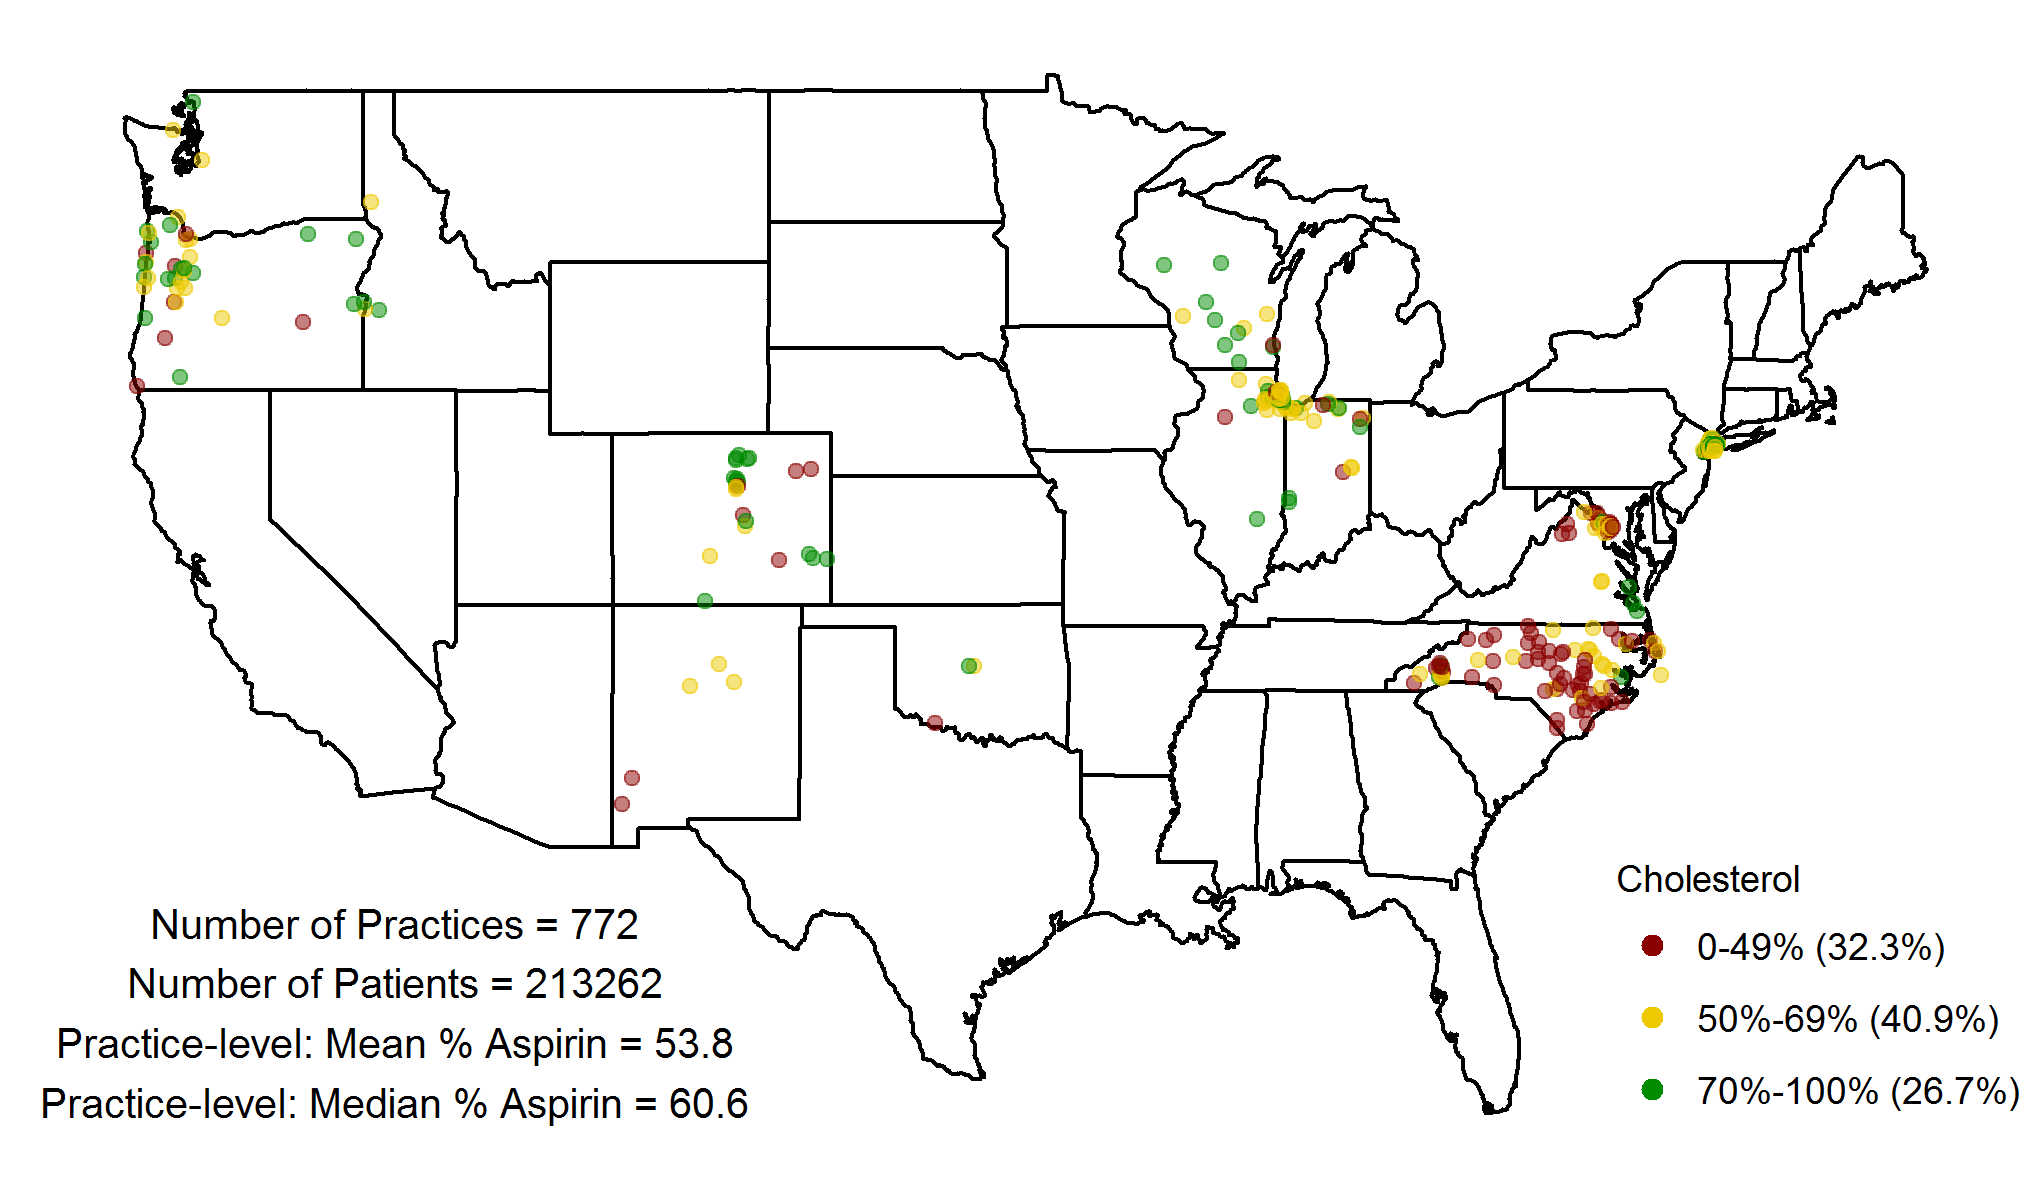 Number of Practices = 772
Number of Patients = 213262
Practice-level: Mean % Aspirin = 53.8
Practice-level: Median % Aspirin = 60.6
Cholesterol
0-49% (32.3%)
50%-69% (40.9%)
70%-100% (26.7%)